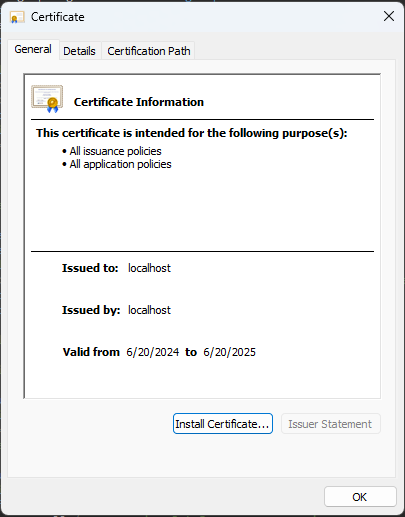 Certificate
General Details Certification Path
Certificate Information
This certificate is intended for the following purpose(s):
• All issuance policies
• All application policies
Issued to: localhost
Issued by: localhost
Valid from 6/20/2024 to 6/20/2025
Install Certificate... Issuer Statement
OK